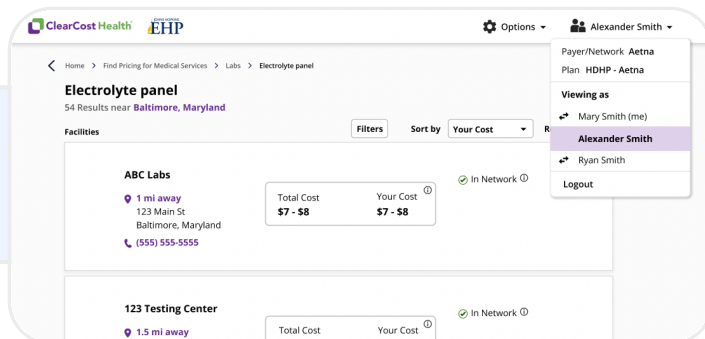 ClearCost Health EHP Options Alexander Smith
Payer/Network Aetna
Plan HDHP - Aetna
Viewing as
Mary Smith (me)
Alexander Smith
Ryan Smith
Logout
Home > Find Pricing for Medical Services > Labs > Electrolyte panel
Electrolyte panel
54 Results near Baltimore, Maryland
Facilities Filters Sort by Your Cost
ABC Labs
1 mi away
123 Main St
Baltimore, Maryland
(555) 555-5555
Total Cost Your Cost
$7 - $8 $7 - $8
In Network
123 Testing Center
1.5 mi away
Total Cost Your Cost
In Network